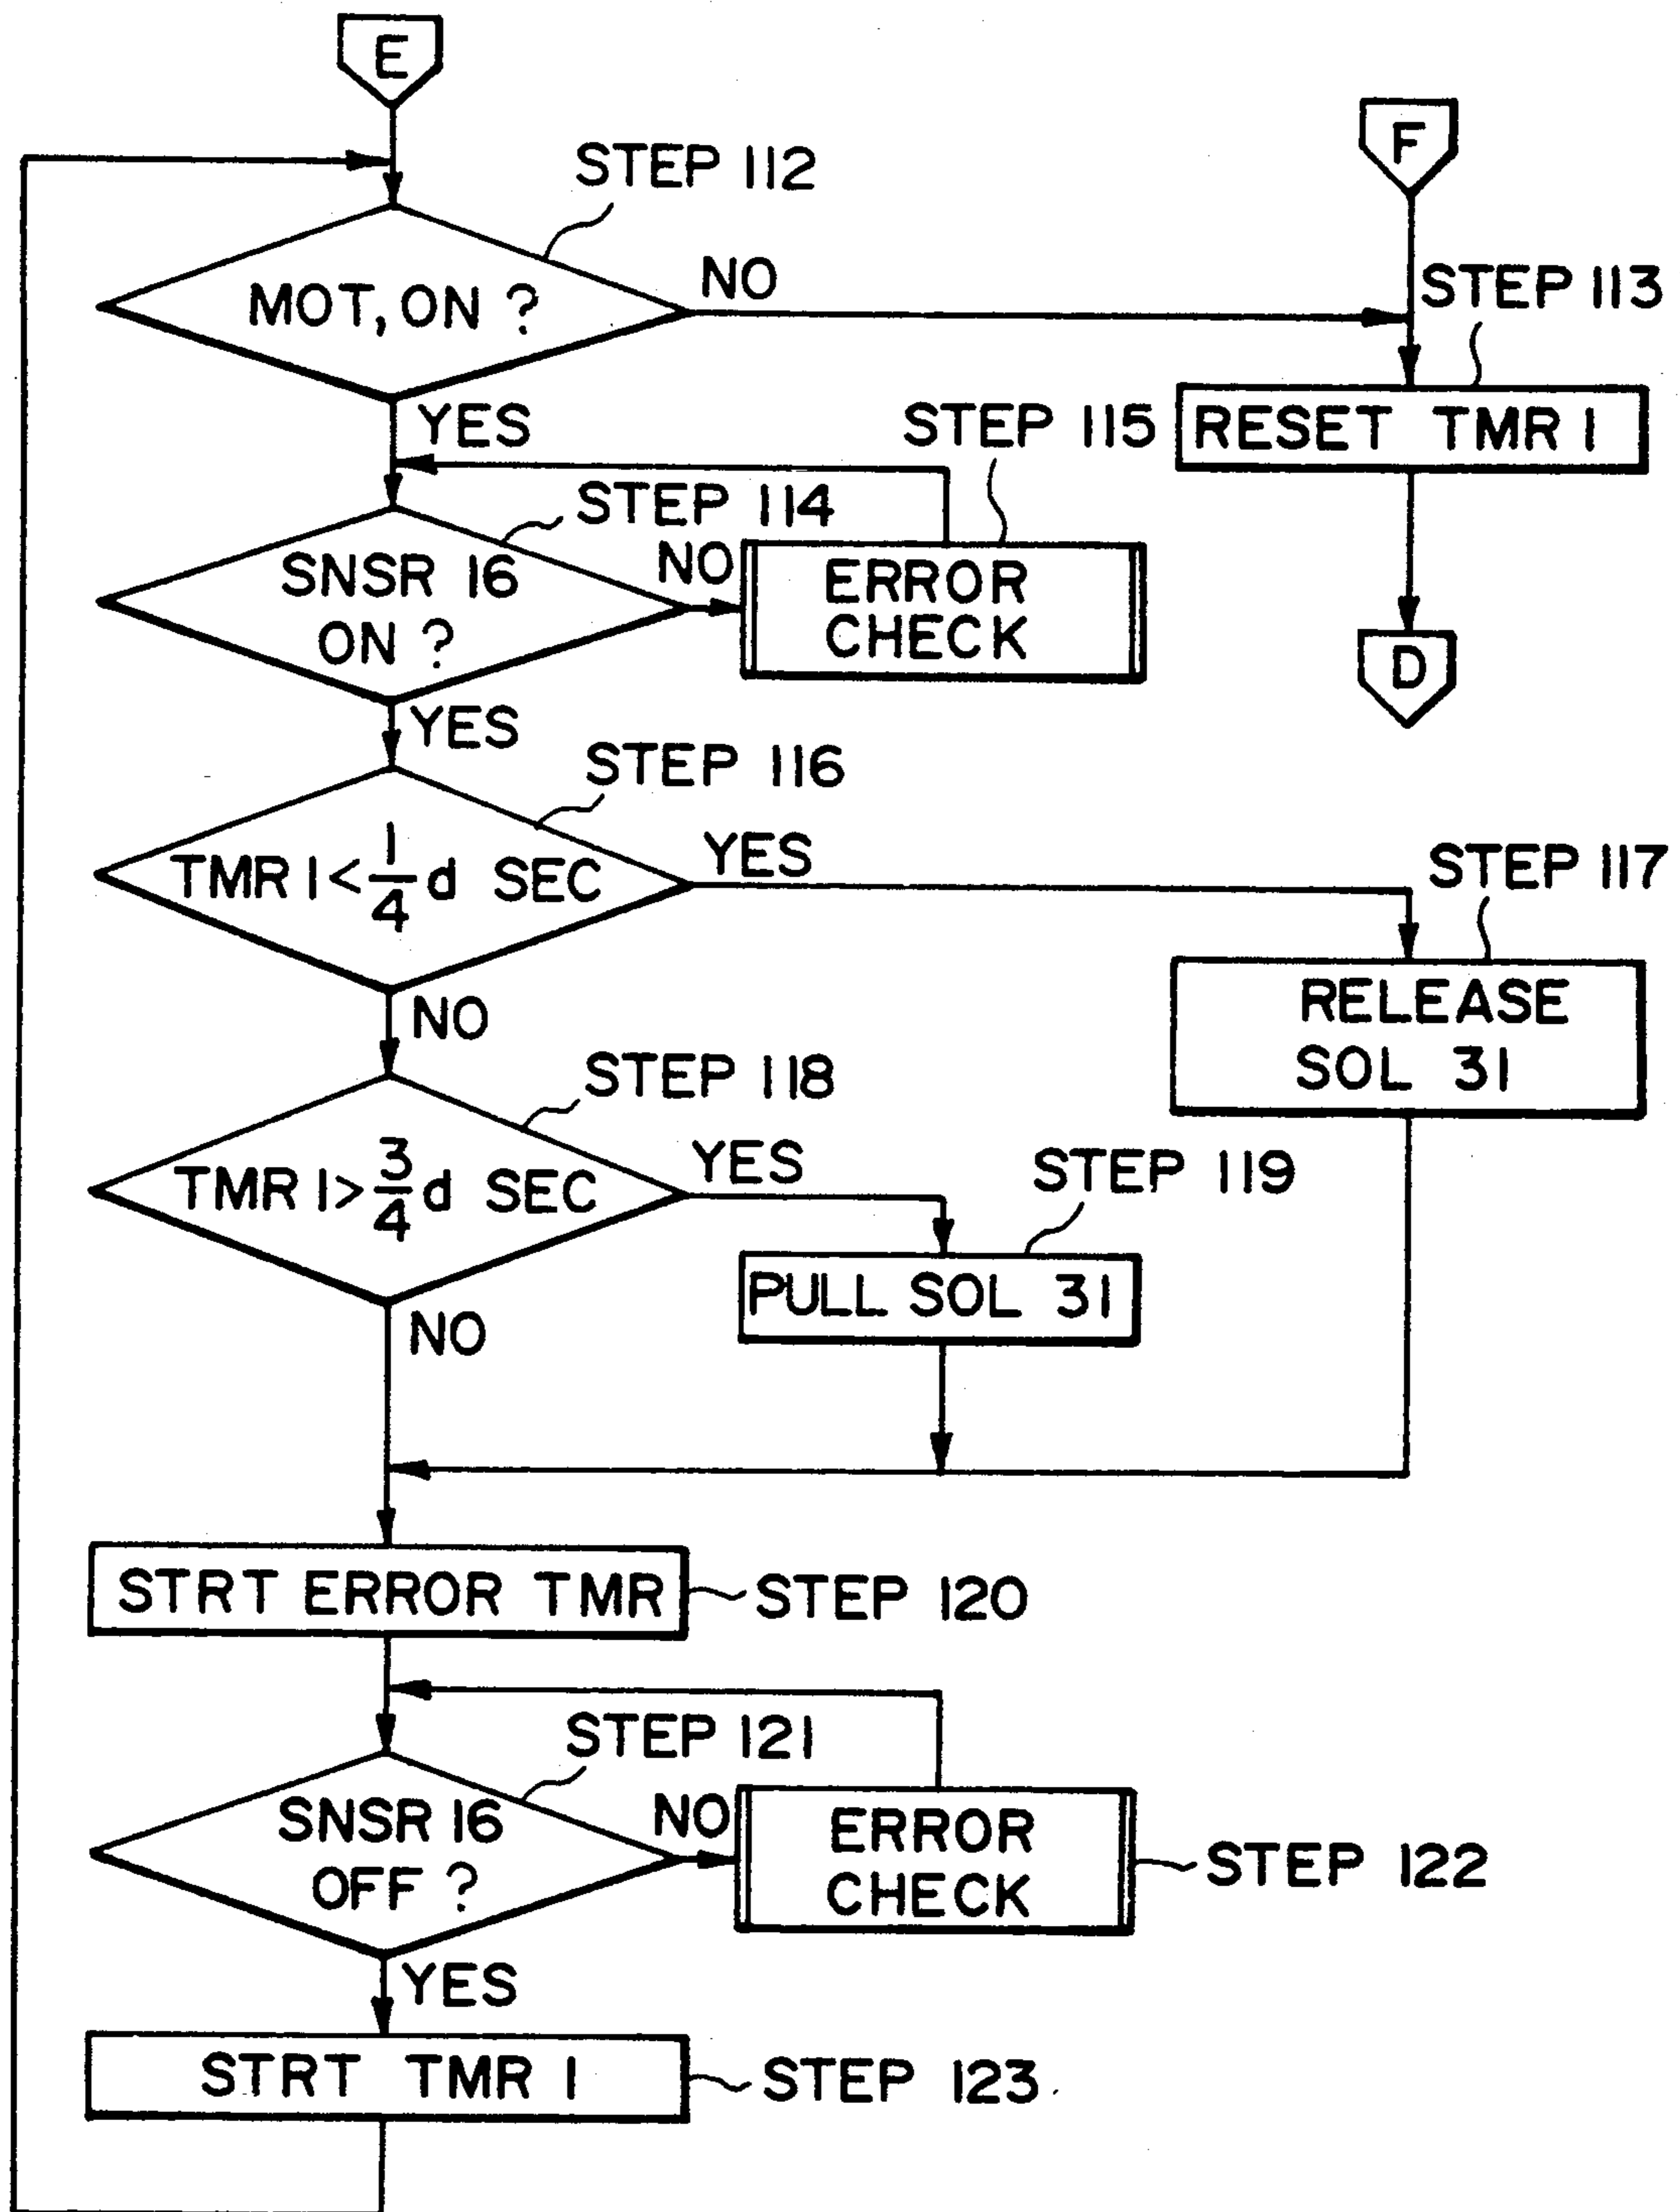 E
F
STEP 112
MOT, ON ?
NO
STEP 113
RESET TMR 1
YES
STEP 115
STEP 114
SNSR 16
ON ?
NO
ERROR
CHECK
D
YES
STEP 116
TMR 1 < 1/4 d SEC
YES
STEP 117
RELEASE
SOL 31
NO
STEP 118
TMR 1 > 3/4 d SEC
YES
STEP 119
PULL SOL 31
NO
STRT ERROR TMR
STEP 120
STEP 121
SNSR 16
OFF ?
NO
ERROR
CHECK
STEP 122
YES
STRT TMR 1
STEP 123